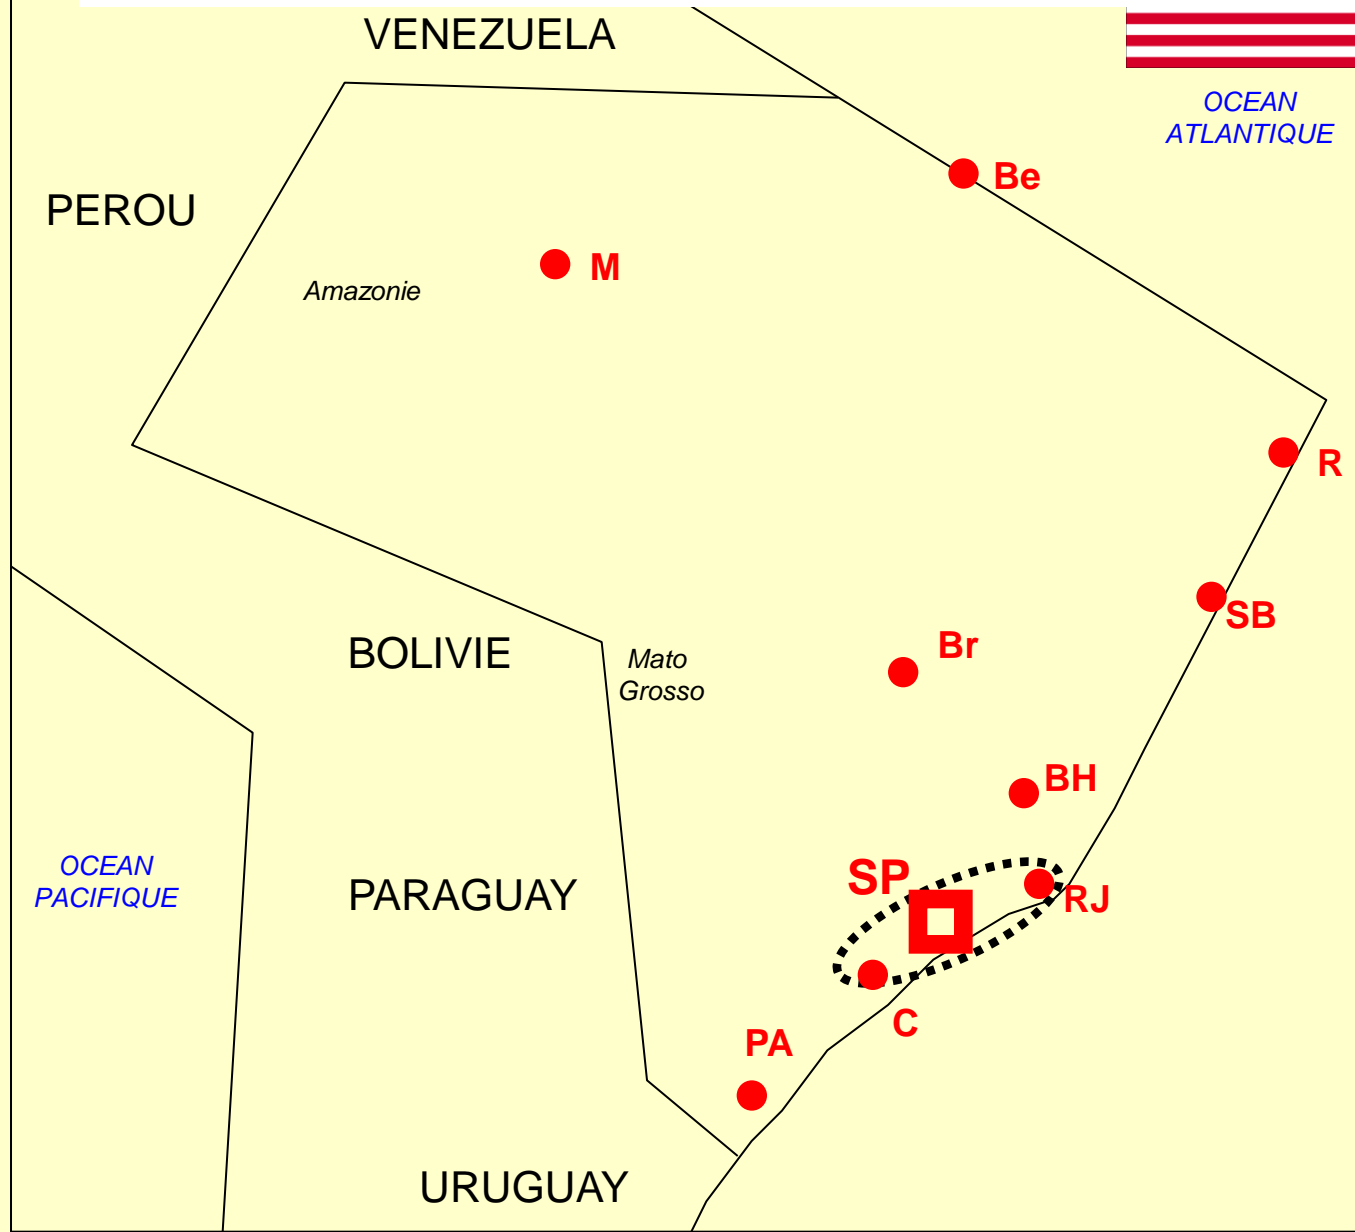 VENEZUELA
OCEAN
ATLANTIQUE
Be
PEROU
M
Amazonie
R
SB
Br
BOLIVIE
Mato
Grosso
BH
OCEAN
PACIFIQUE
SP
PARAGUAY
RJ
C
PA
URUGUAY